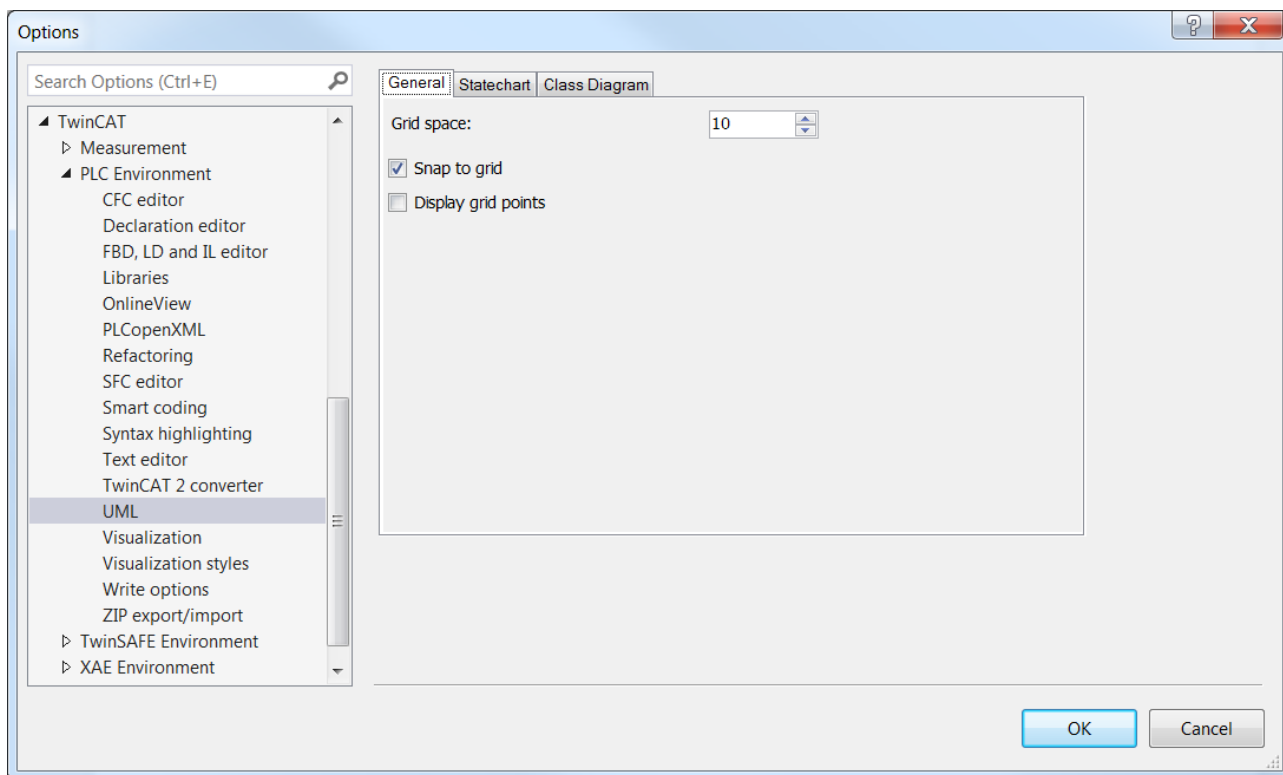 Options
Search Options (Ctrl+E)
TwinCAT
Measurement
PLC Environment
CFC editor
Declaration editor
FBD, LD and IL editor
Libraries
OnlineView
PLCopenXML
Refactoring
SFC editor
Smart coding
Syntax highlighting
Text editor
TwinCAT 2 converter
UML
Visualization
Visualization styles
Write options
ZIP export/import
TwinSAFE Environment
XAE Environment
General Statechart Class Diagram
Grid space: 10
Snap to grid
Display grid points
OK Cancel